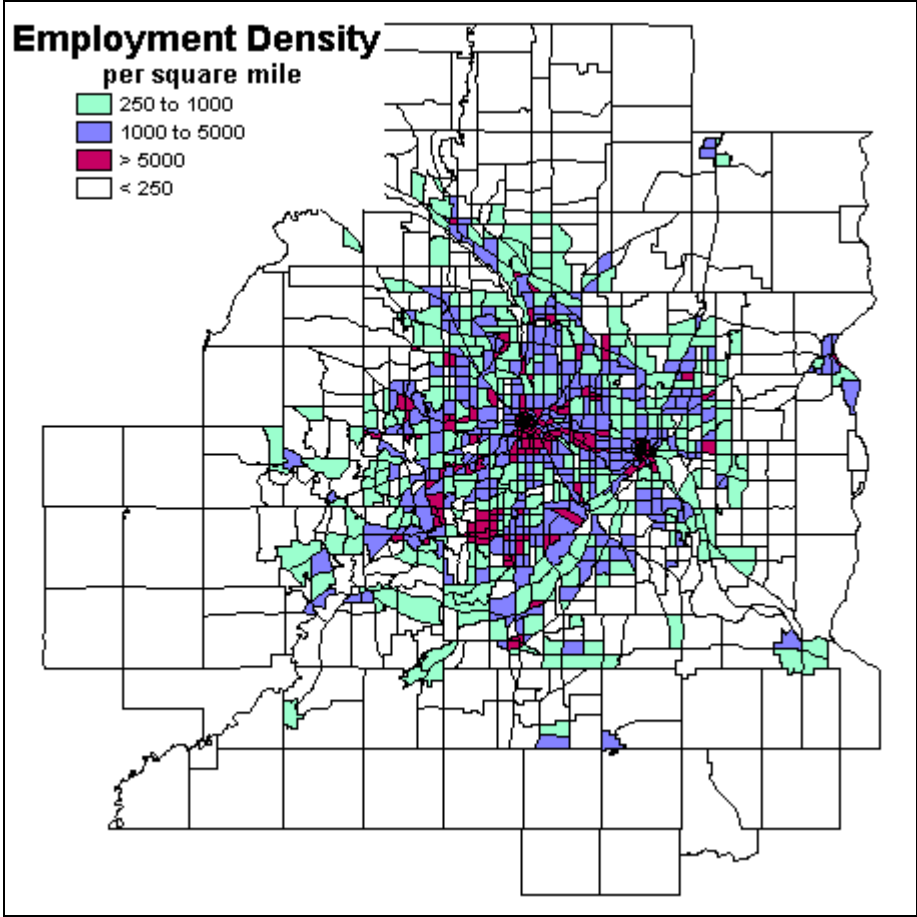 Employment Density
per square mile
250 to 1000
1000 to 5000
> 5000
< 250